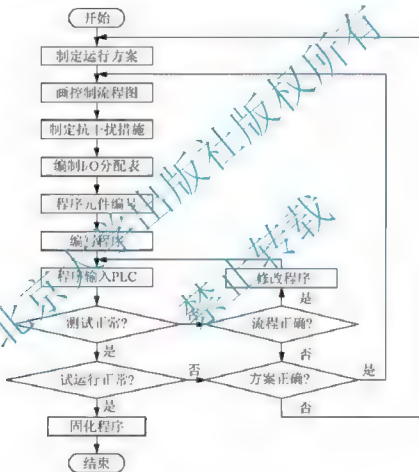 开始
制定运行方案
画控制流程图
制定抗干扰措施
编制I/O分配表
程序元件编号
编写程序
程序输入PLC
修改程序
是
测试正常?
否
流程正确?
是
否
试运行正常?
否
方案正确?
是
是
否
固化程序
结束
北京大学出版社版权所有
禁止转载